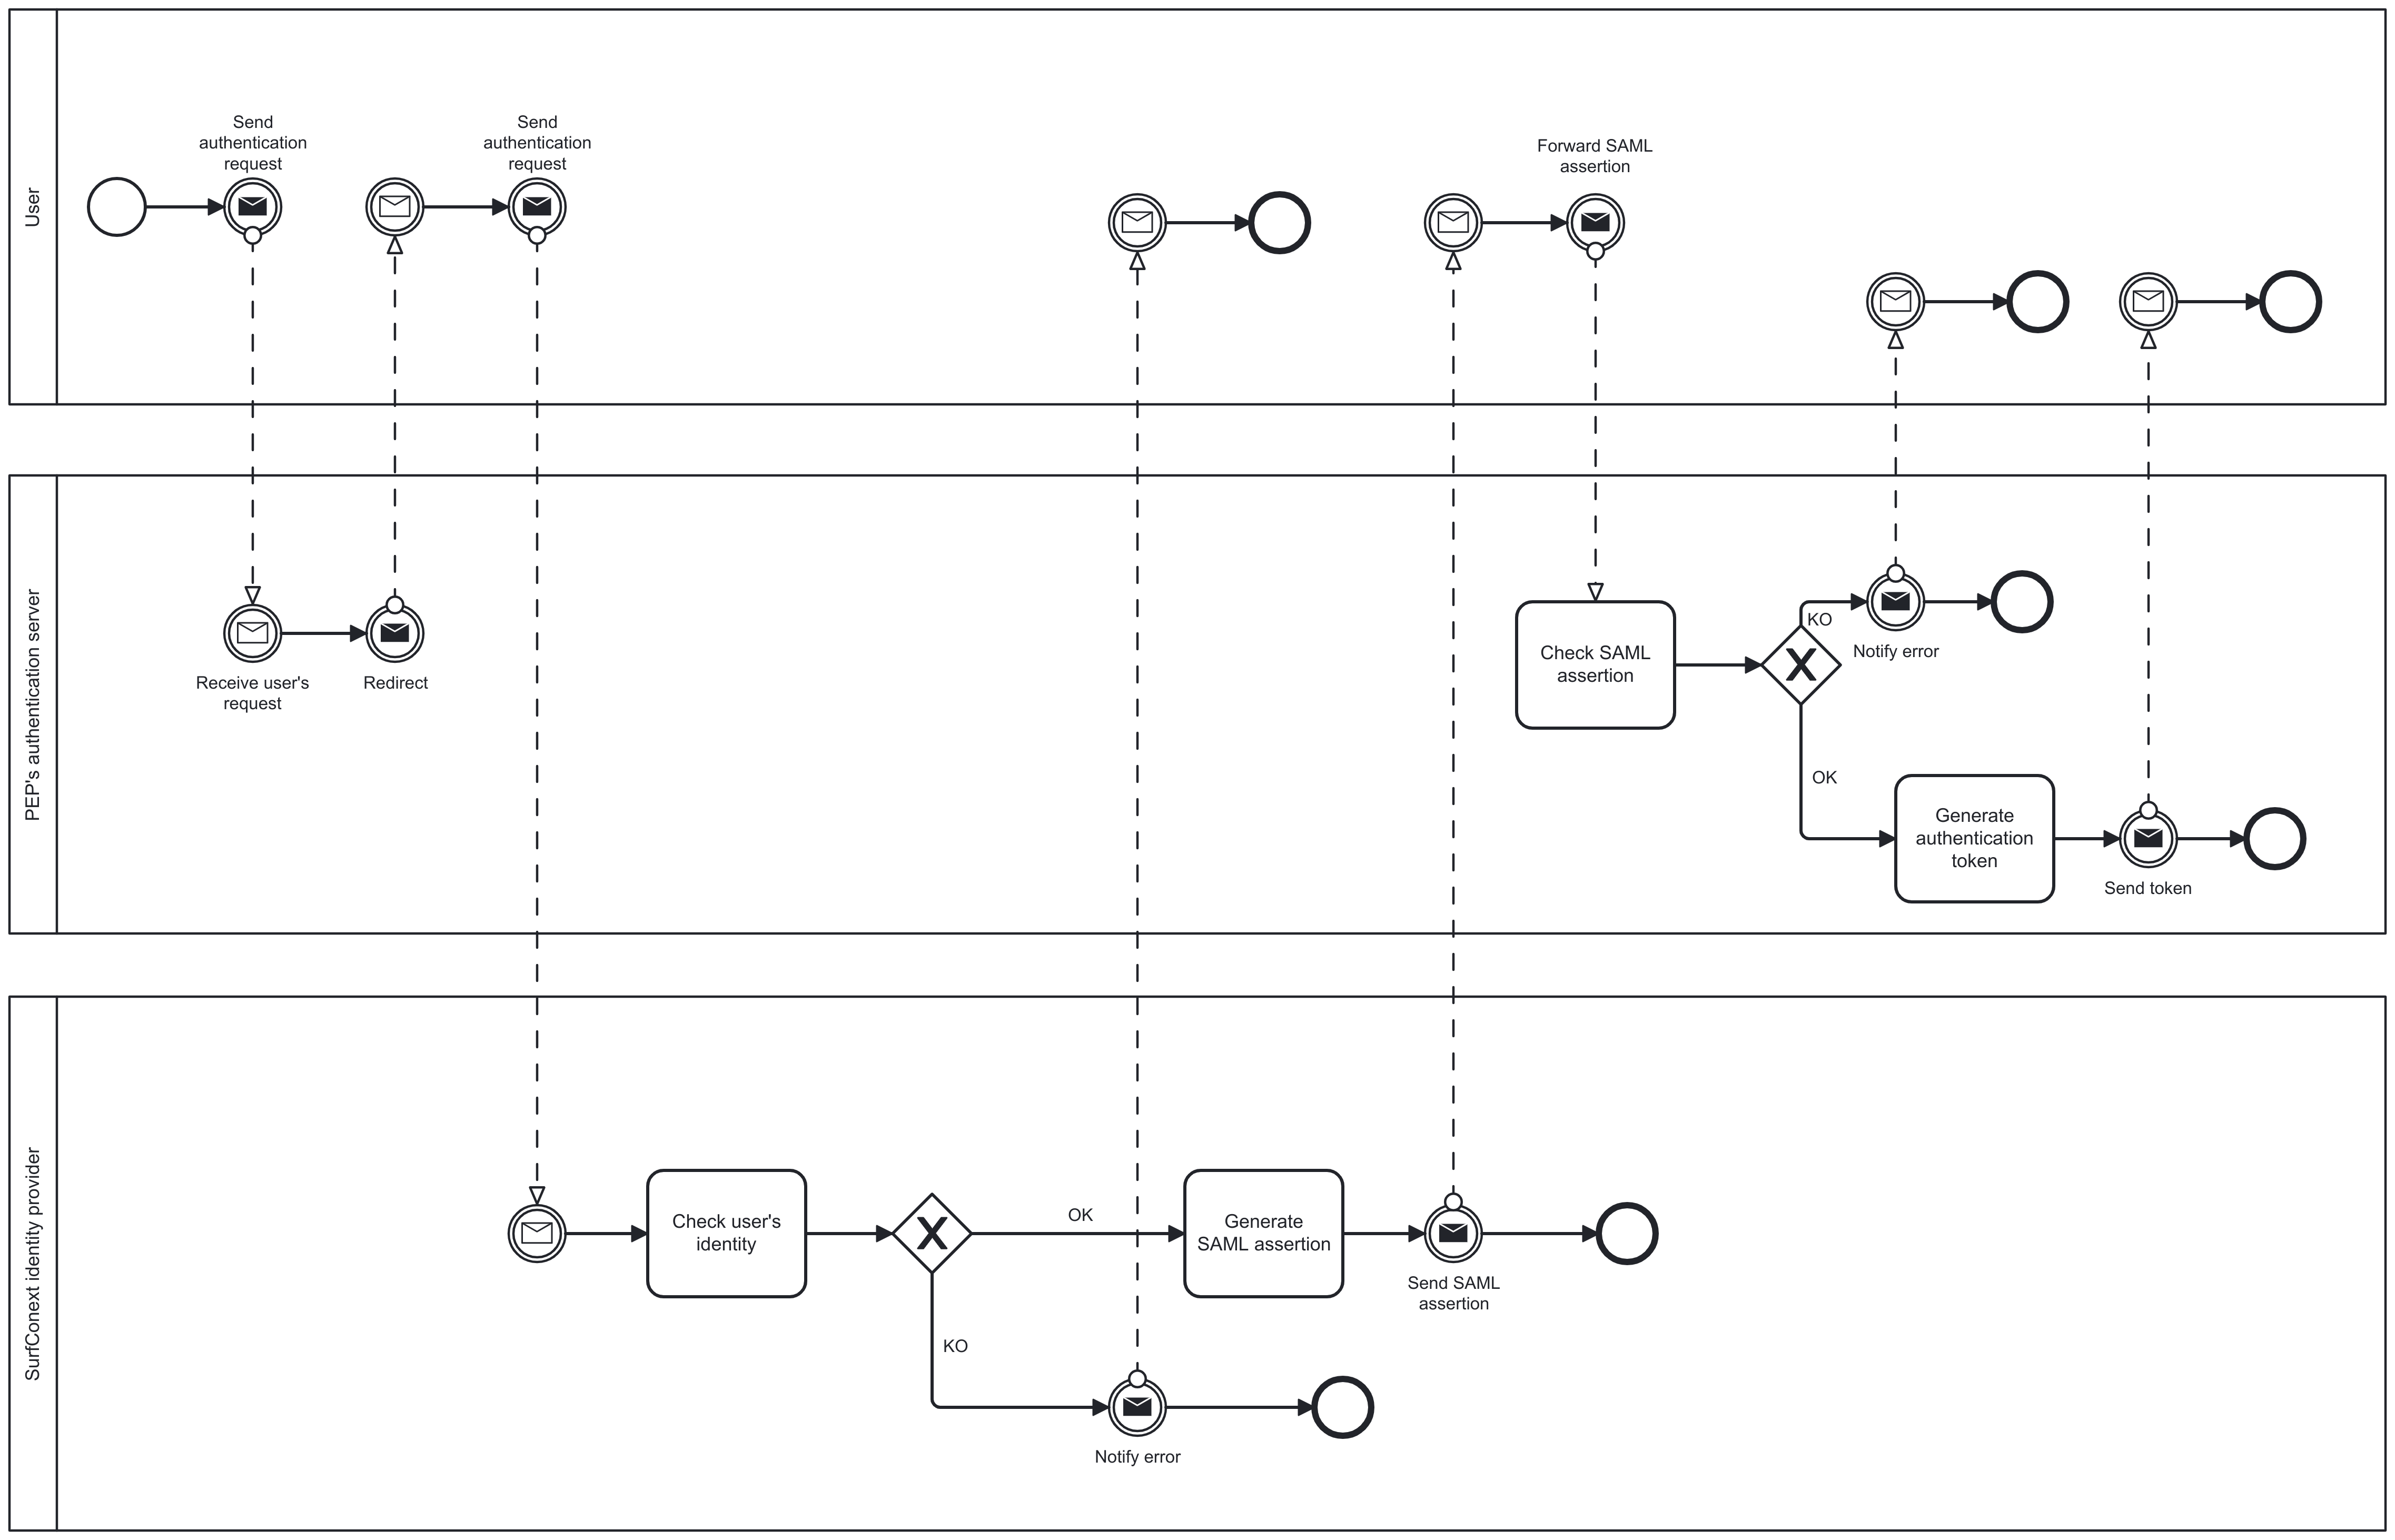 User
Send
authentication
request
Send
authentication
request
Forward SAML
assertion
PEP's authentication server
Receive user's
request
Redirect
Check SAML
assertion
KO
Notify error
OK
Generate
authentication
token
Send token
SurfConext identity provider
Check user's
identity
OK
Generate
SAML assertion
Send SAML
assertion
KO
Notify error